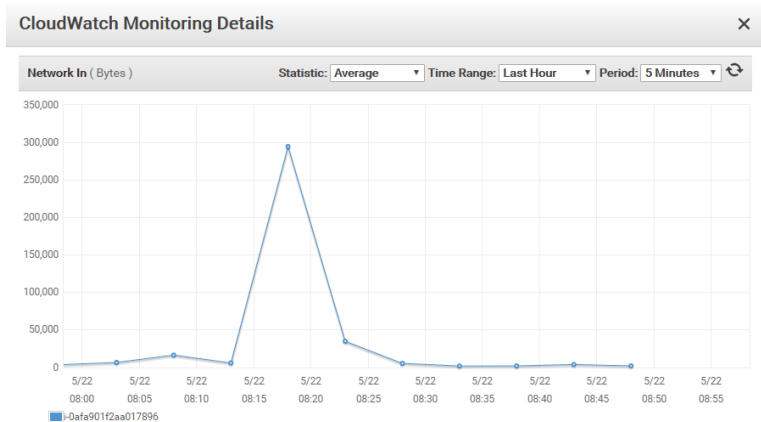 CloudWatch Monitoring Details
Network In ( Bytes ) Statistic: Average Time Range: Last Hour Period: 5 Minutes
350,000
300,000
250,000
200,000
150,000
100,000
50,000
0
5/22 5/22 5/22 5/22 5/22 5/22 5/22 5/22 5/22 5/22 5/22 5/22
08:00 08:05 08:10 08:15 08:20 08:25 08:30 08:35 08:40 08:45 08:50 08:55
i-0afa901f2aa017896